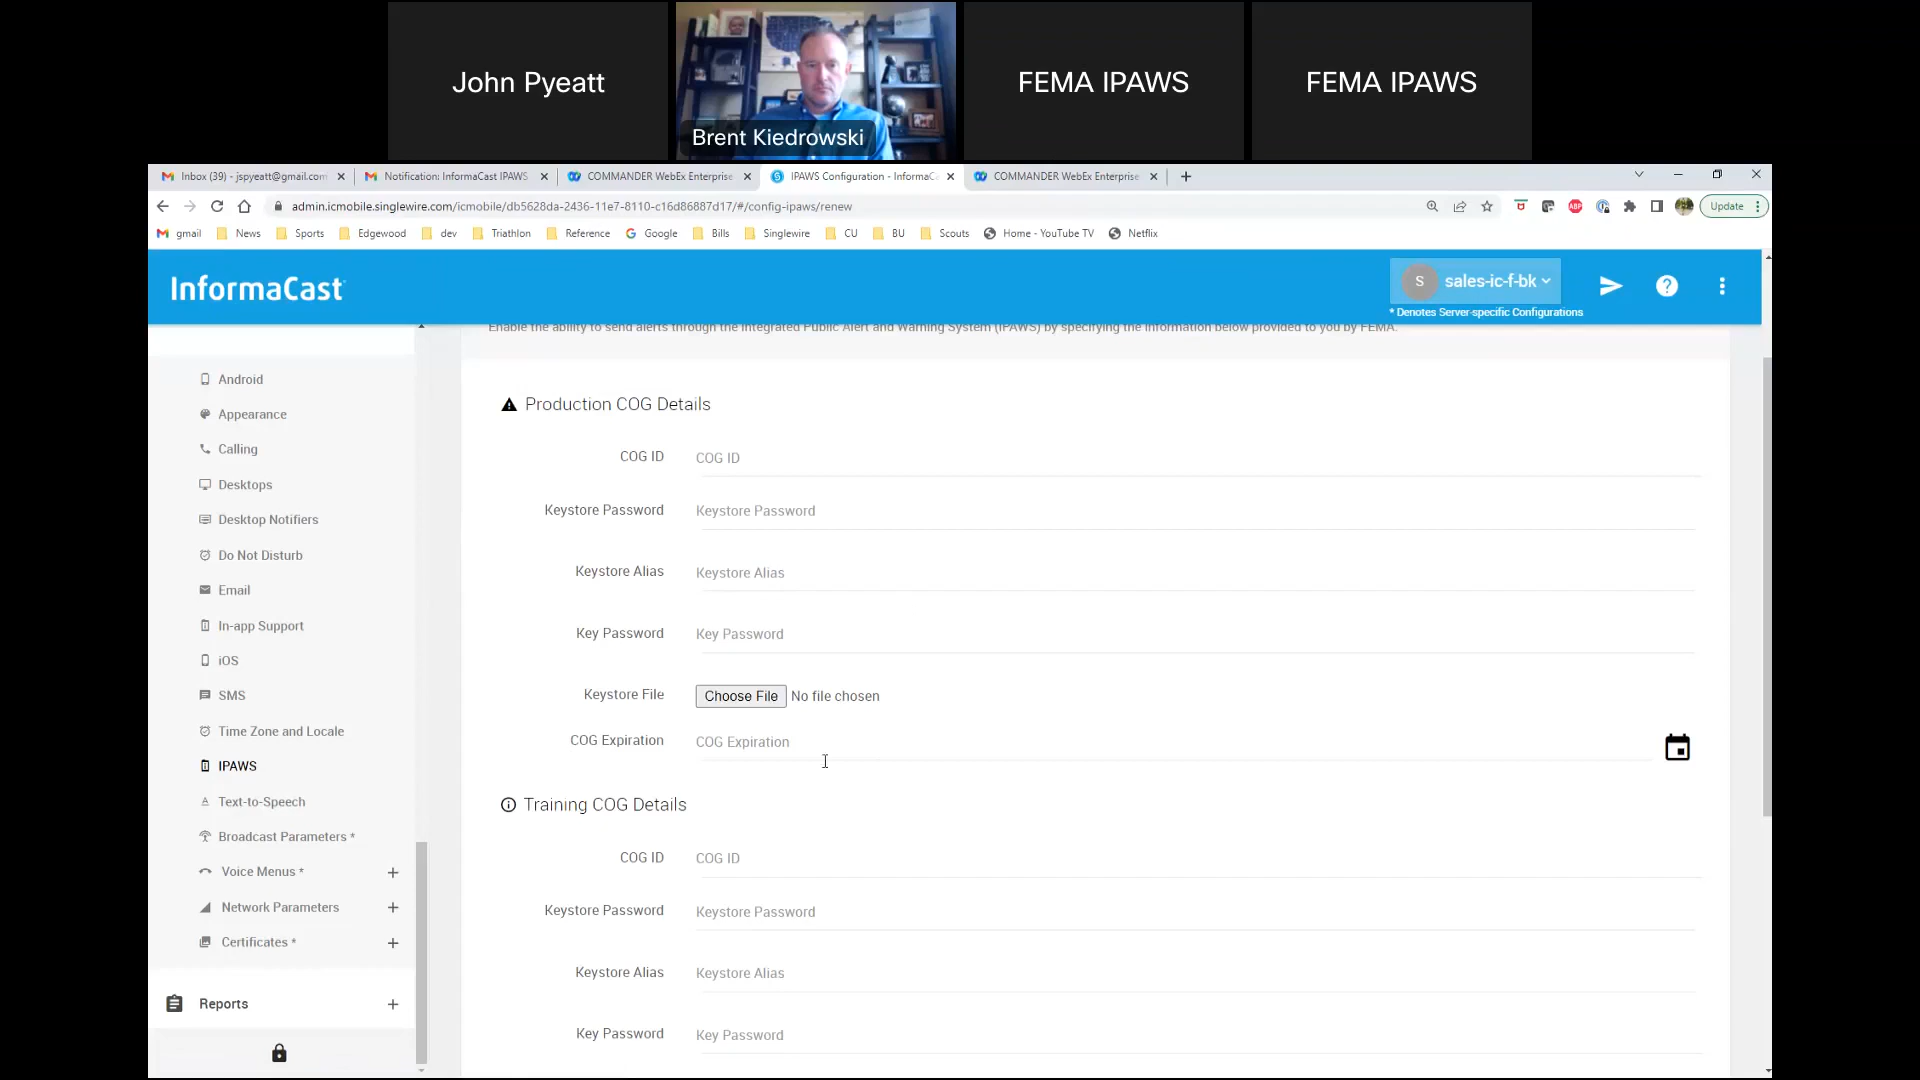 John Pyeatt
Brent Kiedrowski
FEMA IPAWS
FEMA IPAWS
Inbox (39) - jspyeatt@gmail.com
Notification: InformaCast IPAWS
COMMANDER WebEx Enterprise
IPAWS Configuration - InformaCa
COMMANDER WebEx Enterprise
admin.icmobile.singlewire.com/icmobile/db5628da-2436-11e7-8110-c16d86887d17/#/config-ipaws/renew
ABP
Update
gmail
News
Sports
Edgewood
dev
Triathlon
Reference
Google
Bills
Singlewire
CU
BU
Scouts
Home - YouTube TV
Netflix
InformaCast
S
sales-ic-f-bk
* Denotes Server-specific Configurations
Enable the ability to send alerts through the Integrated Public Alert and Warning System (IPAWS) by specifying the information below provided to you by FEMA.
Android
Appearance
Calling
Desktops
Desktop Notifiers
Do Not Disturb
Email
In-app Support
iOS
SMS
Time Zone and Locale
IPAWS
Text-to-Speech
Broadcast Parameters *
Voice Menus *
Network Parameters
Certificates *
Reports
Production COG Details
COG ID COG ID
Keystore Password Keystore Password
Keystore Alias Keystore Alias
Key Password Key Password
Keystore File Choose File No file chosen
COG Expiration COG Expiration
Training COG Details
COG ID COG ID
Keystore Password Keystore Password
Keystore Alias Keystore Alias
Key Password Key Password